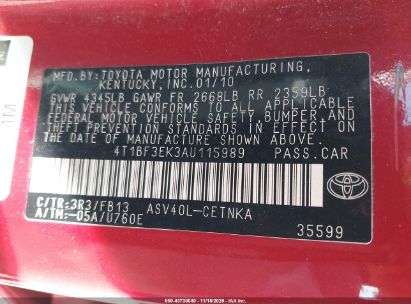 MFD.BY:TOYOTA MOTOR MANUFACTURING,
KENTUCKY,INC.01/10
GVWR 4345LB GAWR FR 2668LB RR 2359LB
THIS VEHICLE CONFORMS TO ALL APPLICABLE
FEDERAL MOTOR VEHICLE SAFETY, BUMPER, AND
THEFT PREVENTION STANDARDS IN EFFECT ON
THE DATE OF MANUFACTURE SHOWN ABOVE.
4T1BF3EK3AU115989 PASS.CAR
C/TR:3R3/FB13 ASV40L-CETNKA
A/TM:-05A/U760E
TOYOTA
35599